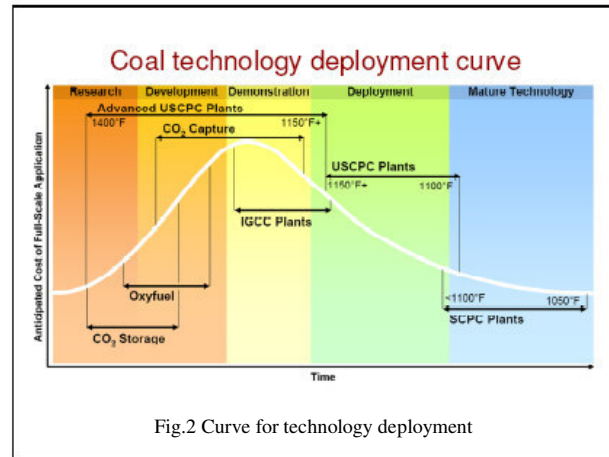 Coal technology deployment curve
Research Development Demonstration Deployment Mature Technology
Advanced USCPC Plants
1400°F 1150°F+
CO₂ Capture
USCPC Plants
1150°F+ 1100°F
IGCC Plants
Oxyfuel
<1100°F 1050°F
SCPC Plants
CO₂ Storage
Anticipated Cost of Full-Scale Application
Time
Fig.2 Curve for technology deployment